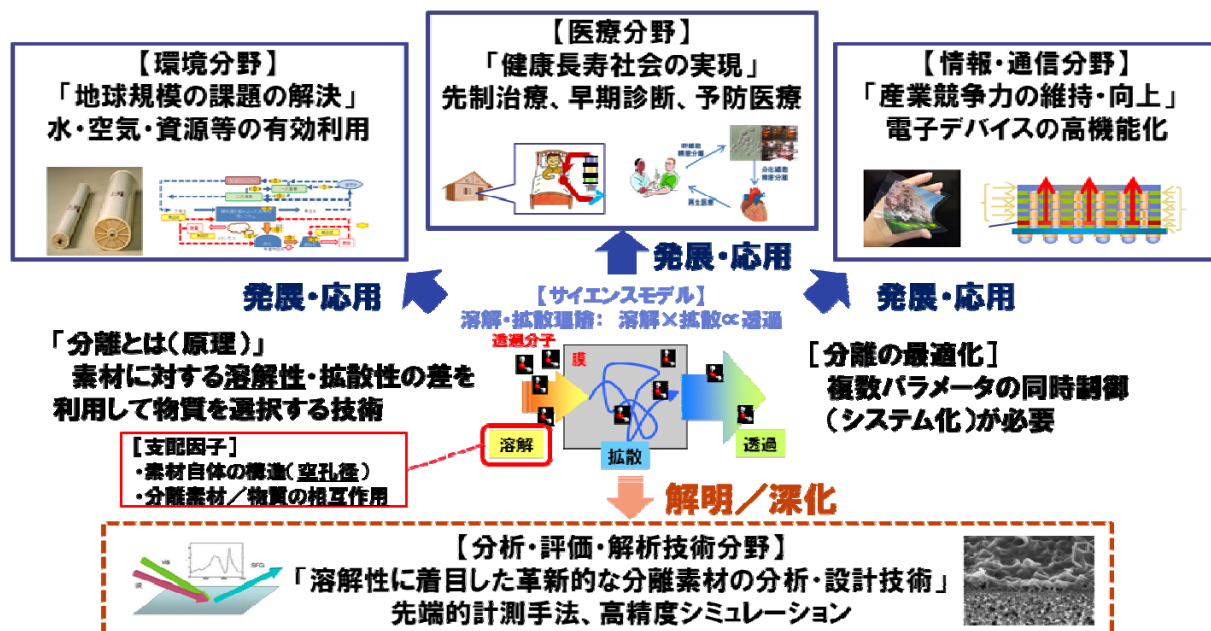 【環境分野】
「地球規模の課題の解決」
水・空気・資源等の有効利用
【医療分野】
「健康長寿社会の実現」
先制治療、早期診断、予防医療
再生医療
【情報・通信分野】
「産業競争力の維持・向上」
電子デバイスの高機能化
発展・応用
発展・応用
発展・応用
【サイエンスモデル】
溶解・拡散理論: 溶解×拡散∝透過
透過分子
膜
溶解
拡散
透過
「分離とは(原理)」
素材に対する溶解性・拡散性の差を
利用して物質を選択する技術
[支配因子]
・素材自体の構造(空孔径)
・分離素材/物質の相互作用
[分離の最適化]
複数パラメータの同時制御
(システム化)が必要
解明/深化
【分析・評価・解析技術分野】
「溶解性に着目した革新的な分離素材の分析・設計技術」
先端的計測手法、高精度シミュレーション
vis
IR
SFG